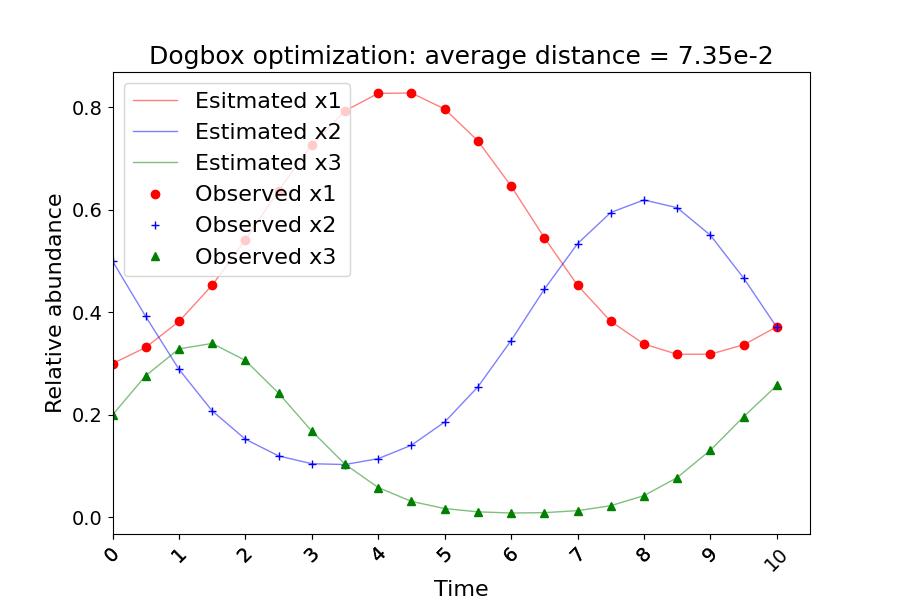 Dogbox optimization: average distance = 7.35e-2
Esitmated x1
Estimated x2
Estimated x3
Observed x1
Observed x2
Observed x3
Relative abundance
0.8
0.6
0.4
0.2
0.0
0 1 2 3 4 5 6 7 8 9 10
Time